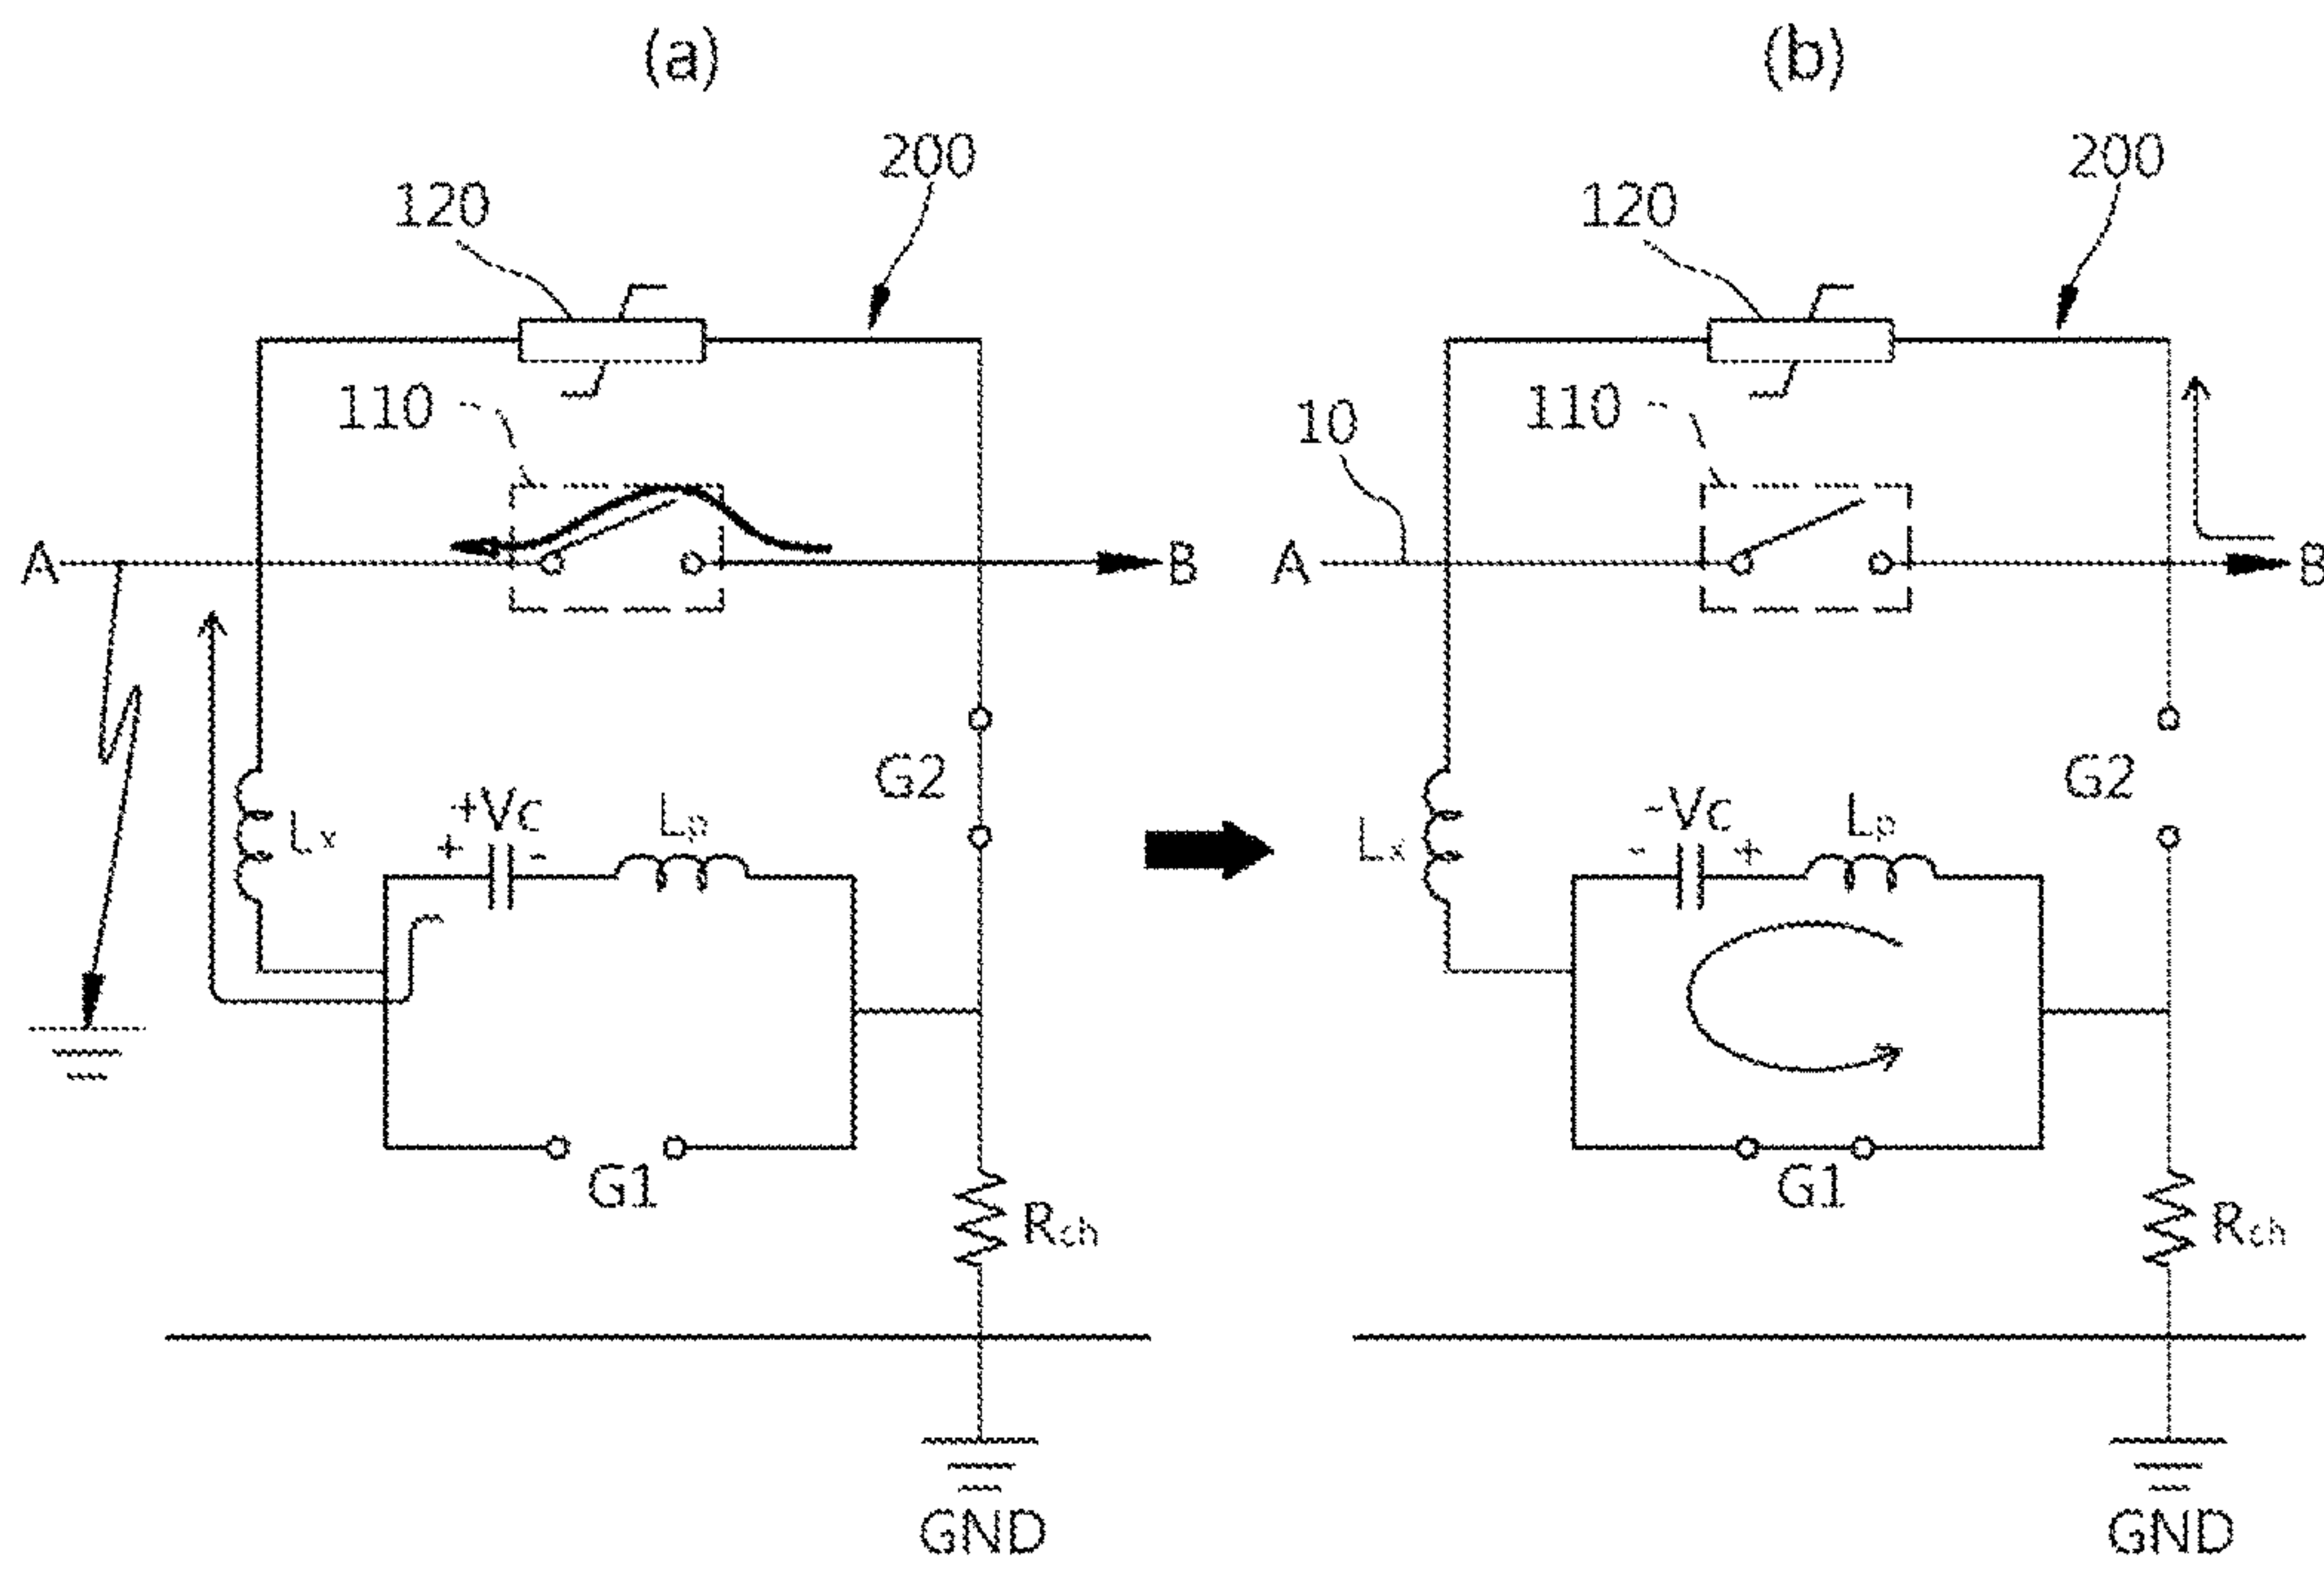 (a) (b)
200 200
120 120
110 10 110
A B A B
G2 G2
+Vc Lp -Vc Lp
Lx + - Lx - +
G1 G1
Rch Rch
GND GND